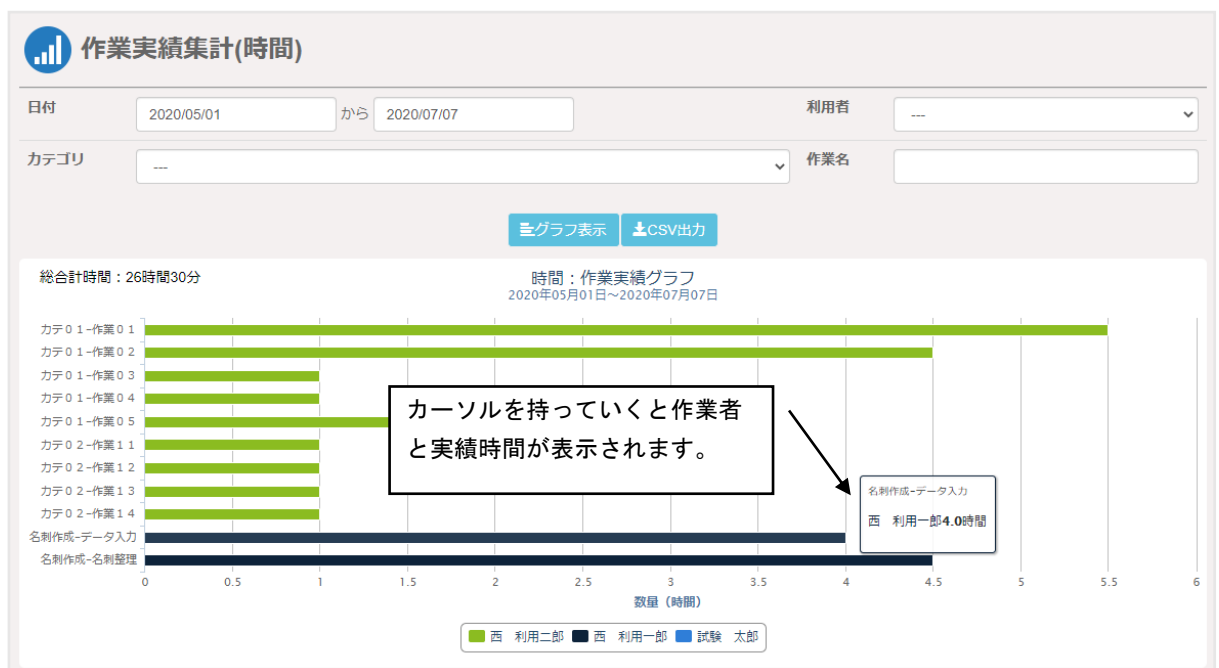 作業実績集計(時間)
日付
2020/05/01
から
2020/07/07
利用者
---
カテゴリ
---
作業名
グラフ表示
CSV出力
総合計時間：26時間30分
時間：作業実績グラフ
2020年05月01日～2020年07月07日
カテ０１-作業０１
カテ０１-作業０２
カテ０１-作業０３
カテ０１-作業０４
カテ０１-作業０５
カテ０２-作業１１
カテ０２-作業１２
カテ０２-作業１３
カテ０２-作業１４
名刺作成-データ入力
名刺作成-名刺整理
カーソルを持っていくと作業者
と実績時間が表示されます。
名刺作成-データ入力
西　利用一郎4.0時間
0 0.5 1 1.5 2 2.5 3 3.5 4 4.5 5 5.5 6
数量（時間）
西　利用二郎 西　利用一郎 試験　太郎